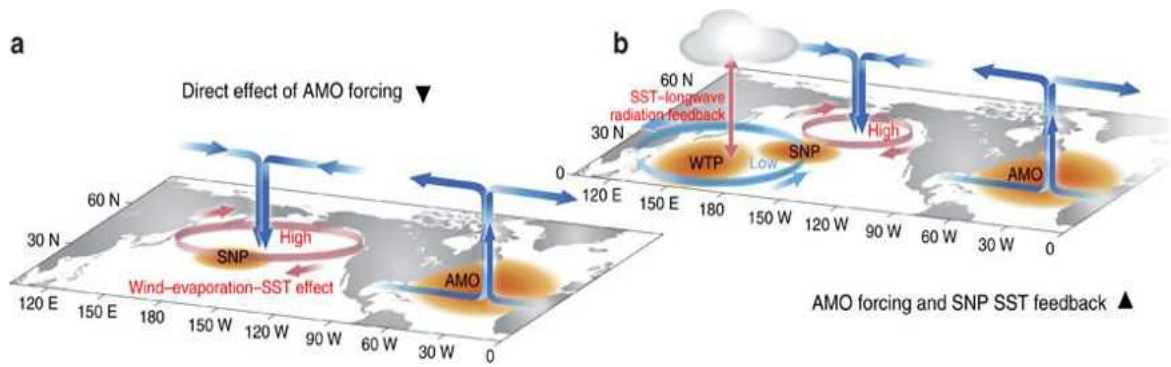 a
Direct effect of AMO forcing ▼
60 N
30 N
High
SNP
Wind–evaporation–SST effect
AMO
120 E
150 E
180
150 W
120 W
90 W
60 W
30 W
0
b
60 N
SST–longwave
radiation feedback
30 N
High
WTP
Low
SNP
AMO
0
120 E
150 E
180
150 W
120 W
90 W
60 W
30 W
0
AMO forcing and SNP SST feedback ▲